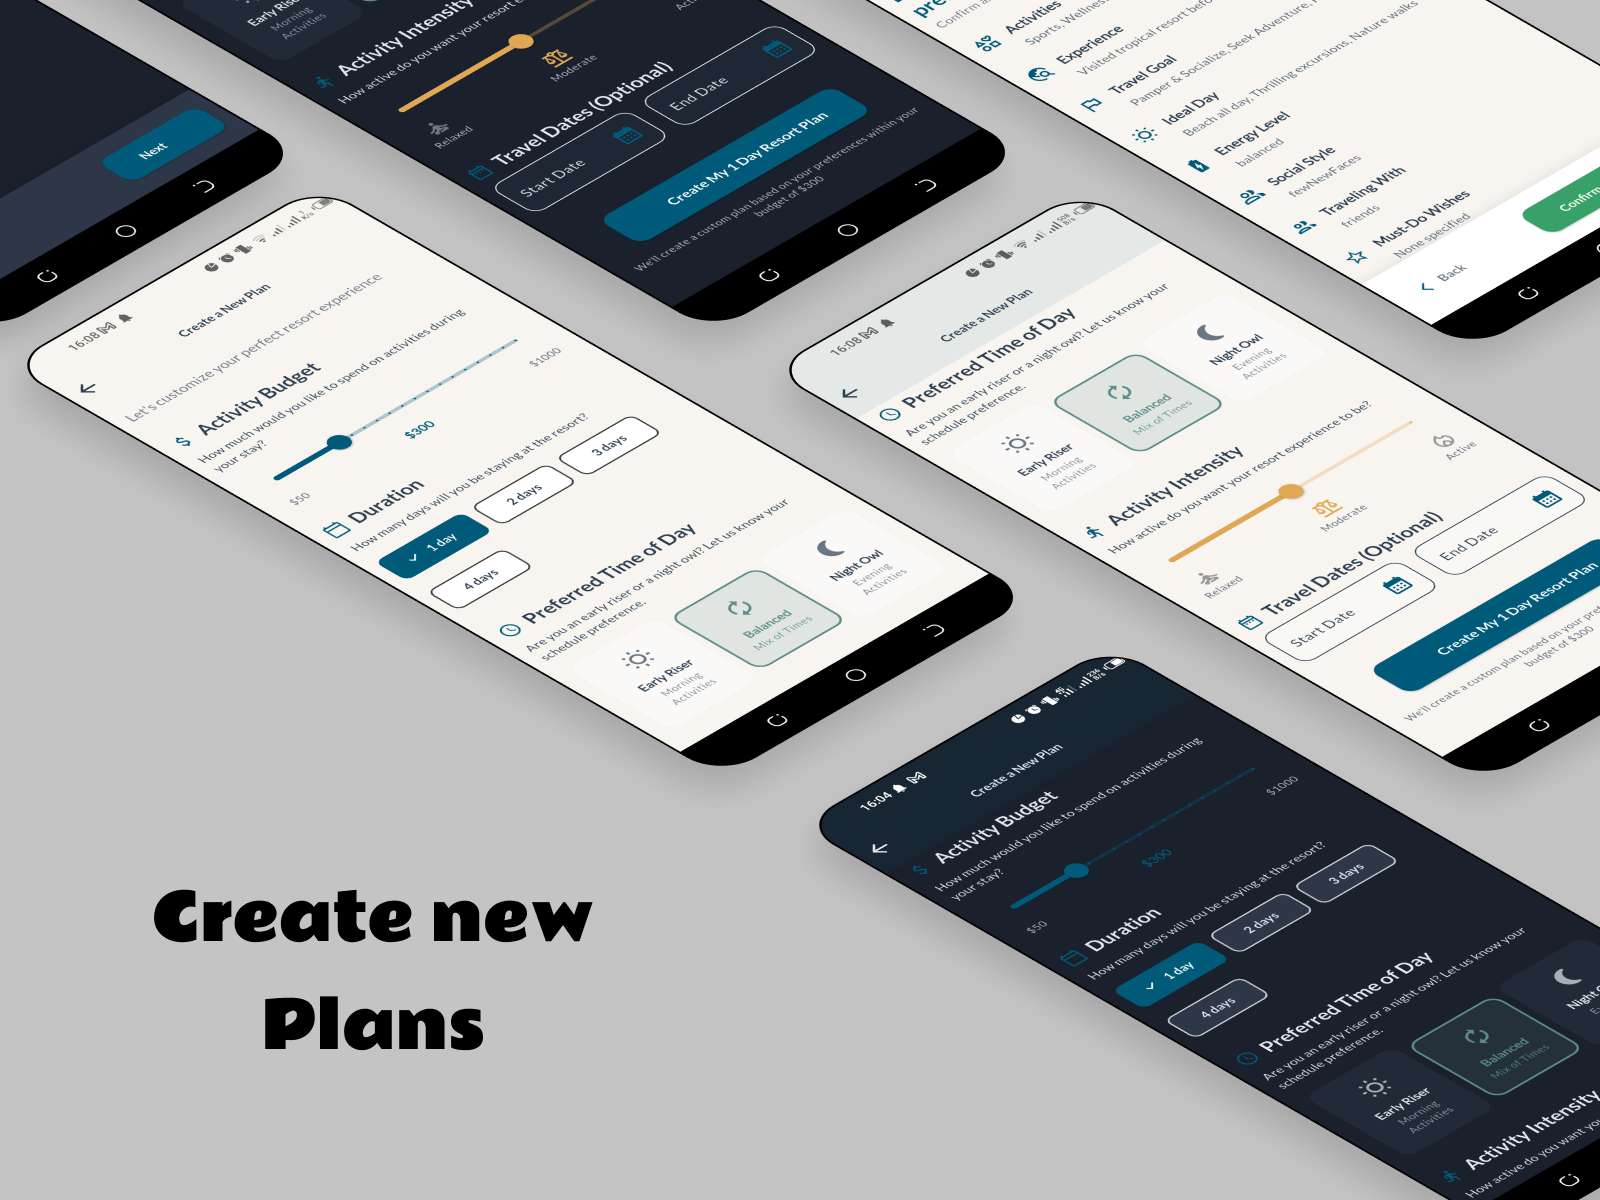 Next
Early Riser
Morning
Activities
Activity Intensity
How active do you want your resort
Moderate
Relaxed
Travel Dates (Optional)
Start Date
End Date
Create My 1 Day Resort Plan
We'll create a custom plan based on your preferences within your
budget of $300
Confirm
Activities
Sports, Wellness
Experience
Visited tropical resort before
Travel Goal
Pamper & Socialize, Seek Adventure,
Ideal Day
Beach all day, Thrilling excursions, Nature walks
Energy Level
balanced
Social Style
fewNewFaces
Traveling With
friends
Must-Do Wishes
None specified
Back
Confirm
16:08
Create a New Plan
Let's customize your perfect resort experience
Activity Budget
How much would you like to spend on activities during
your stay?
$300
$50
$1000
Duration
How many days will you be staying at the resort?
1 day
2 days
3 days
4 days
Preferred Time of Day
Are you an early riser or a night owl? Let us know your
schedule preference.
Early Riser
Morning
Activities
Balanced
Mix of Times
Night Owl
Evening
Activities
16:08
Create a New Plan
Preferred Time of Day
Are you an early riser or a night owl? Let us know your
schedule preference.
Early Riser
Morning
Activities
Balanced
Mix of Times
Night Owl
Evening
Activities
Activity Intensity
How active do you want your resort experience to be?
Moderate
Relaxed
Active
Travel Dates (Optional)
Start Date
End Date
Create My 1 Day Resort Plan
We'll create a custom plan based on your
budget of $300
16:04
Create a New Plan
Activity Budget
How much would you like to spend on activities during
your stay?
$300
$50
$1000
Duration
How many days will you be staying at the resort?
1 day
2 days
3 days
4 days
Preferred Time of Day
Are you an early riser or a night owl? Let us know your
schedule preference.
Early Riser
Morning
Activities
Balanced
Mix of Times
Night
Activity Intensity
How active do you want
Create new
Plans